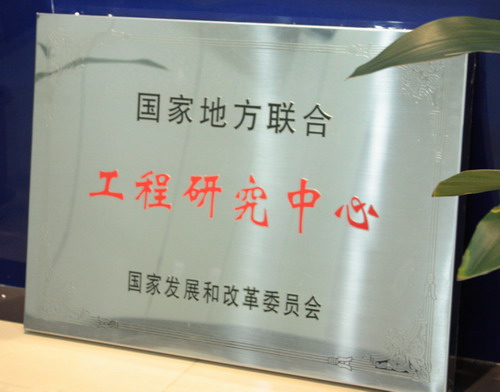 国家地方联合
工程研究中心
国家发展和改革委员会